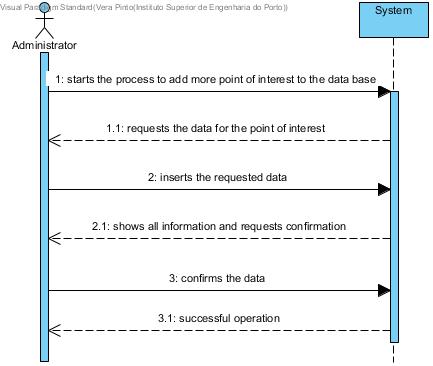 Visual Paradigm Standard(Vera Pinto(Instituto Superior de Engenharia do Porto))
Administrator
System
1: starts the process to add more point of interest to the data base
1.1: requests the data for the point of interest
2: inserts the requested data
2.1: shows all information and requests confirmation
3: confirms the data
3.1: successful operation